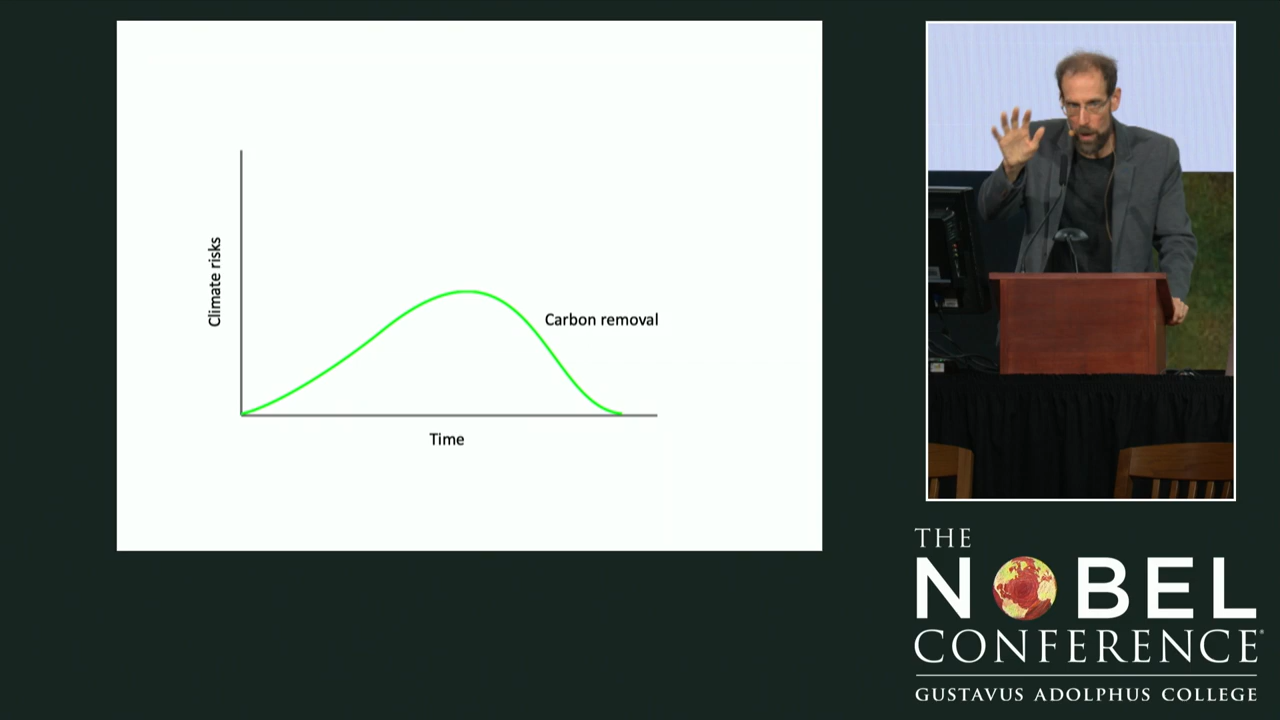 Climate risks
Carbon removal
Time
THE
NOBEL
CONFERENCE®
GUSTAVUS ADOLPHUS COLLEGE